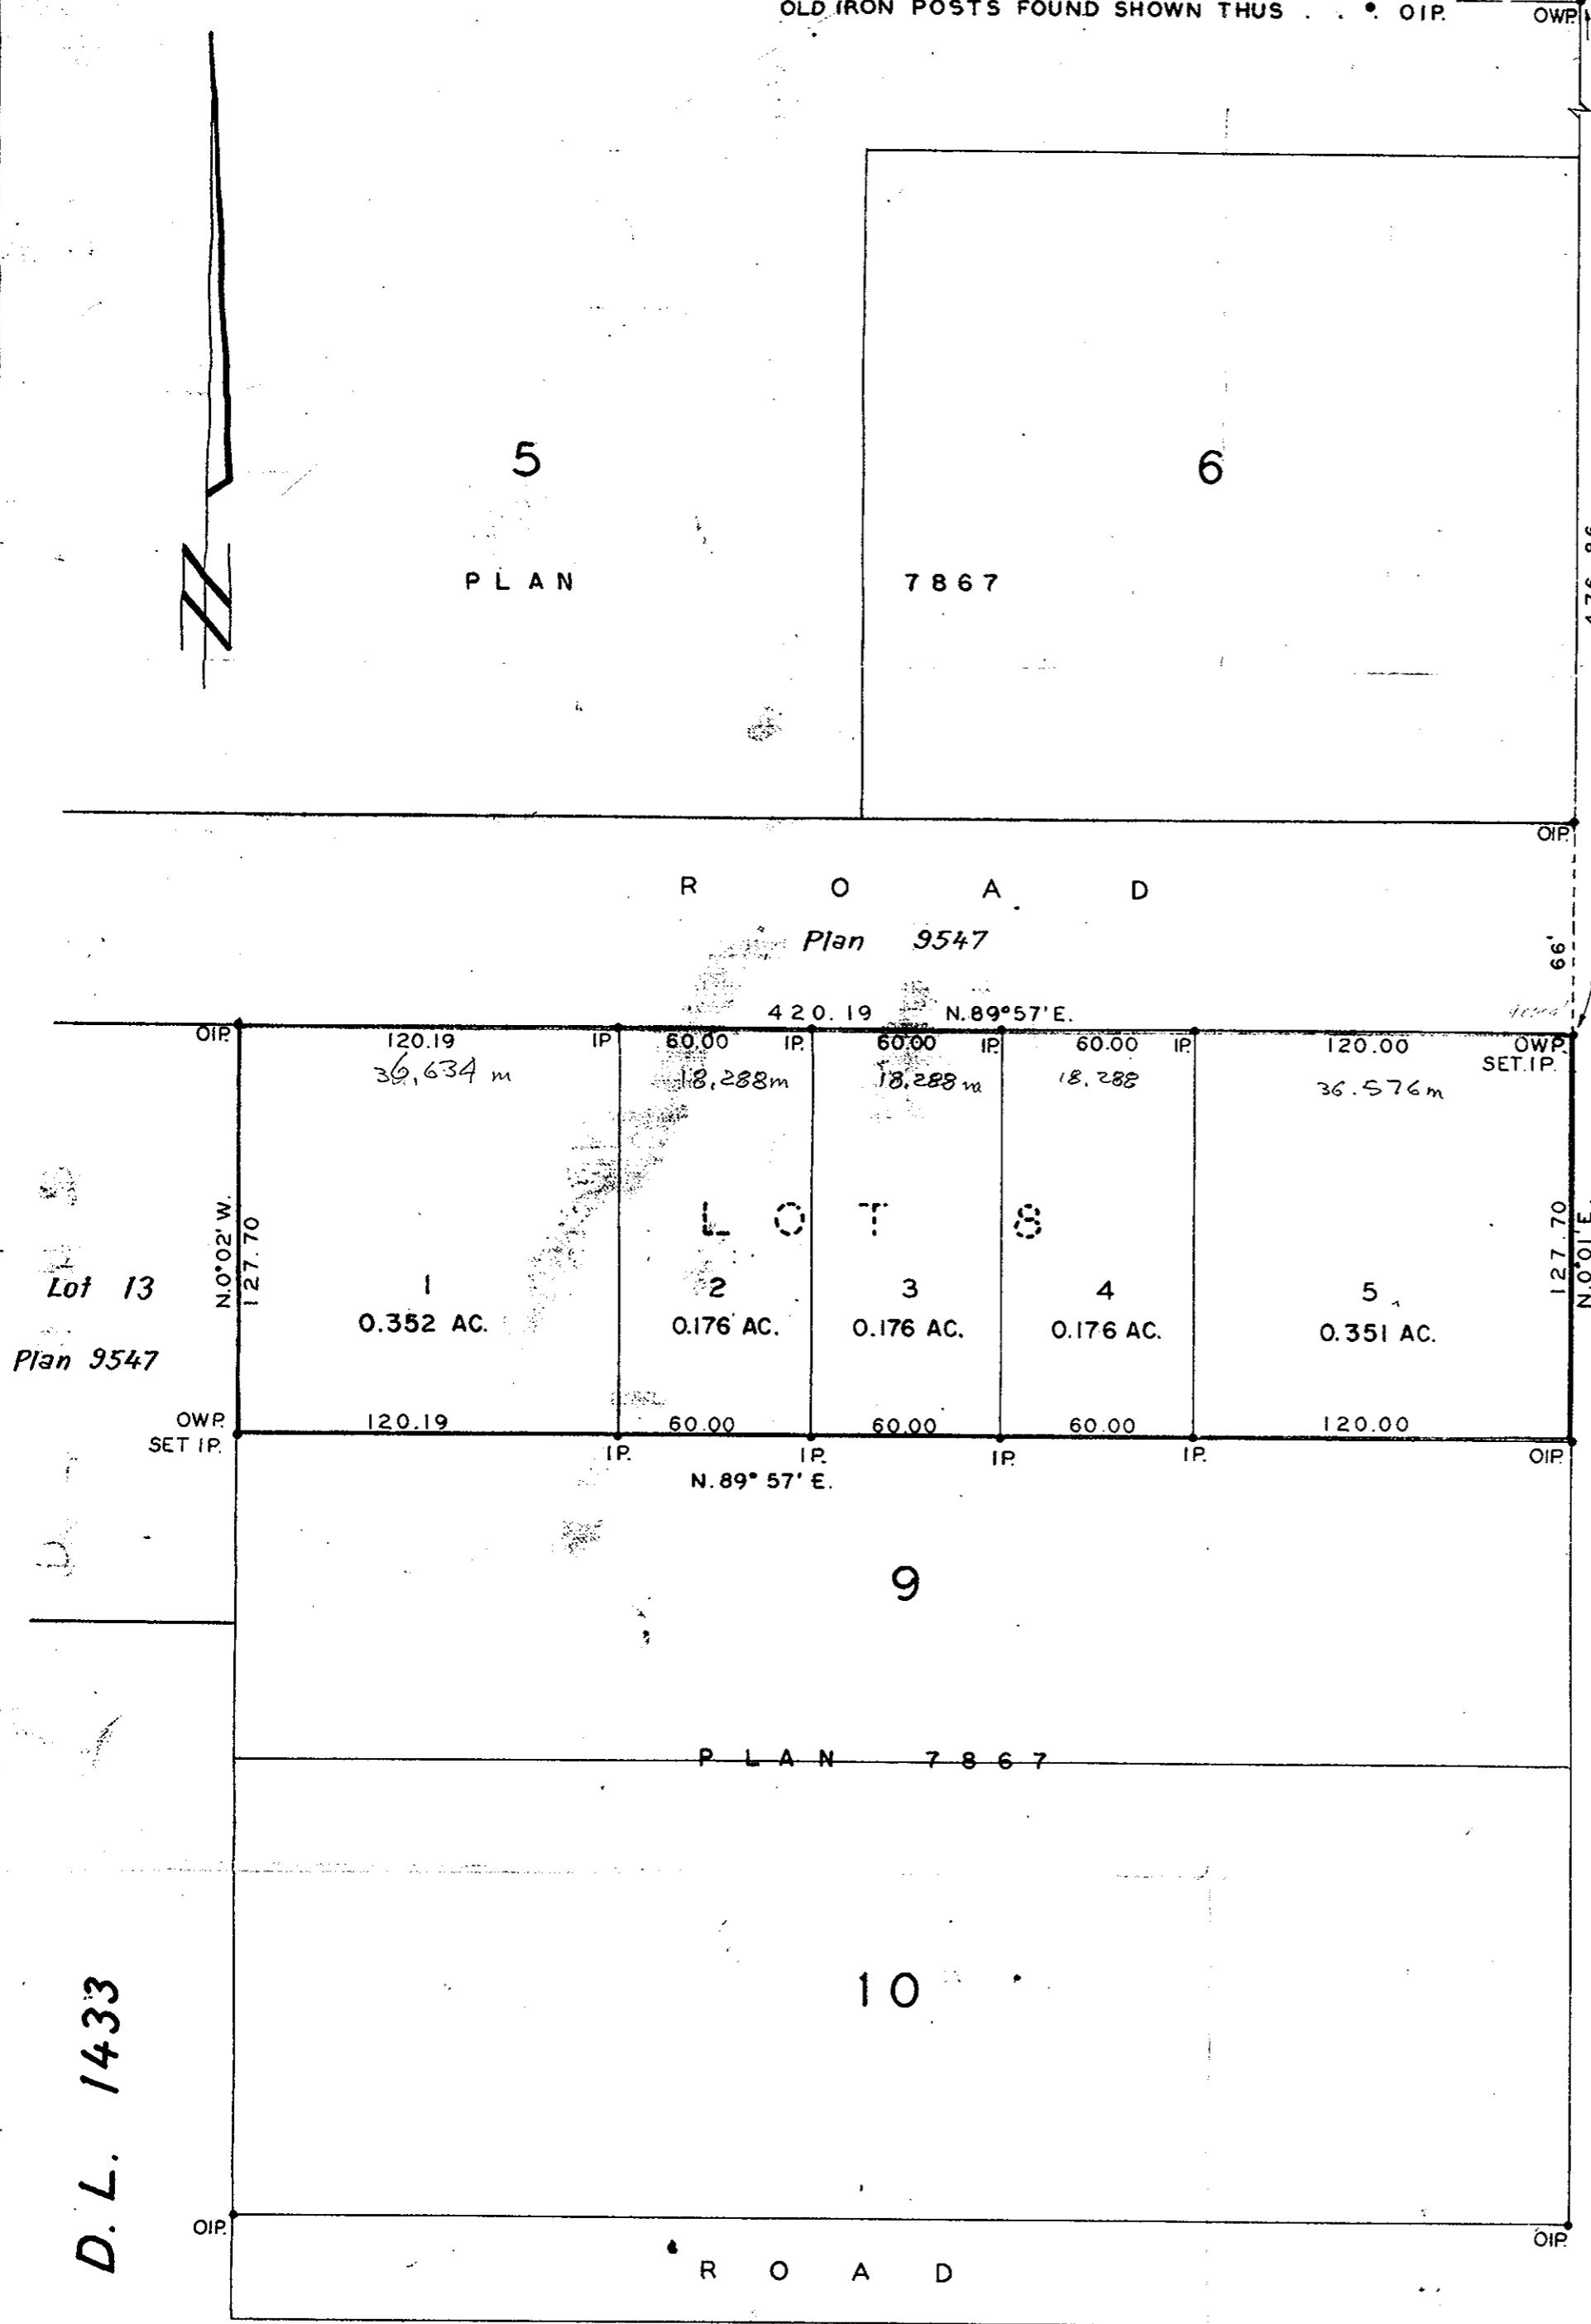 OLD IRON POSTS FOUND SHOWN THUS . . • OIP.
OWP.
5
6
PLAN 7867
OIP.
ROAD
Plan 9547
66'
420.19 N.89°57'E.
OIP. 120.19 IP. 60.00 IP. 60.00 IP. 60.00 IP. 120.00 OWP.
SET.IP.
36,634 m 18,288m 18,288m 18,288 36.576m
LOT 8
N.0°02'W.
127.70
127.70
N.0°01'E.
Lot 13
1 2 3 4 5
0.352 AC. 0.176 AC. 0.176 AC. 0.176 AC. 0.351 AC.
Plan 9547
OWP. 120.19 60.00 60.00 60.00 120.00
SET IP. IP. IP. IP. IP. OIP.
N.89°57'E.
9
PLAN 7867
10
D. L. 1433
OIP. OIP.
ROAD